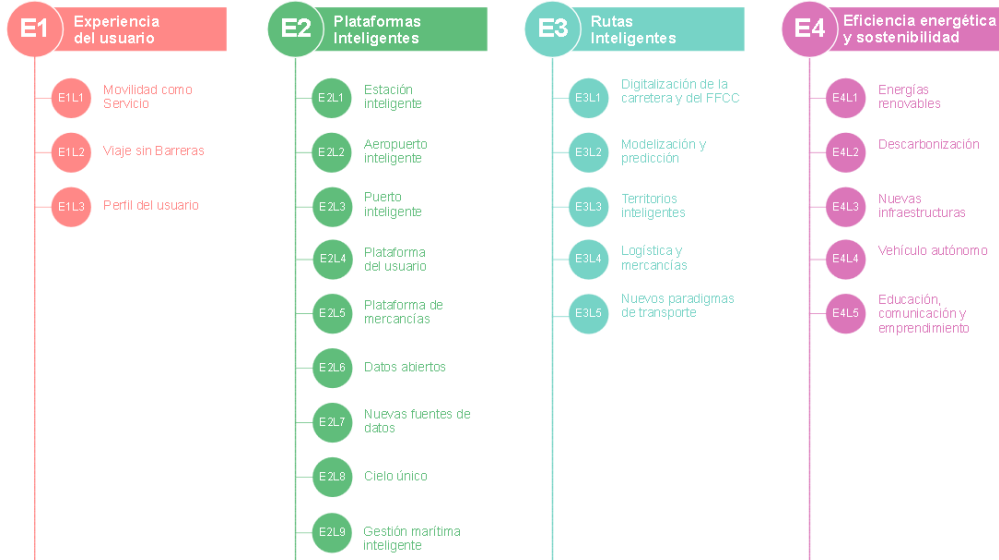 E1
Experiencia
del usuario
E1L1
Movilidad como
Servicio
E1L2
Viaje sin Barreras
E1L3
Perfil del usuario
E2
Plataformas
Inteligentes
E2L1
Estación
inteligente
E2L2
Aeropuerto
inteligente
E2L3
Puerto
inteligente
E2L4
Plataforma
del usuario
E2L5
Plataforma de
mercancías
E2L6
Datos abiertos
E2L7
Nuevas fuentes de
datos
E2L8
Cielo único
E2L9
Gestión marítima
inteligente
E3
Rutas
Inteligentes
E3L1
Digitalización de la
carretera y del FFCC
E3L2
Modelización y
predicción
E3L3
Territorios
Inteligentes
E3L4
Logística y
mercancías
E3L5
Nuevos paradigmas
de transporte
E4
Eficiencia energética
y sostenibilidad
E4L1
Energías
renovables
E4L2
Descarbonización
E4L3
Nuevas
infraestructuras
E4L4
Vehículo autónomo
E4L5
Educación,
comunicación y
emprendimiento